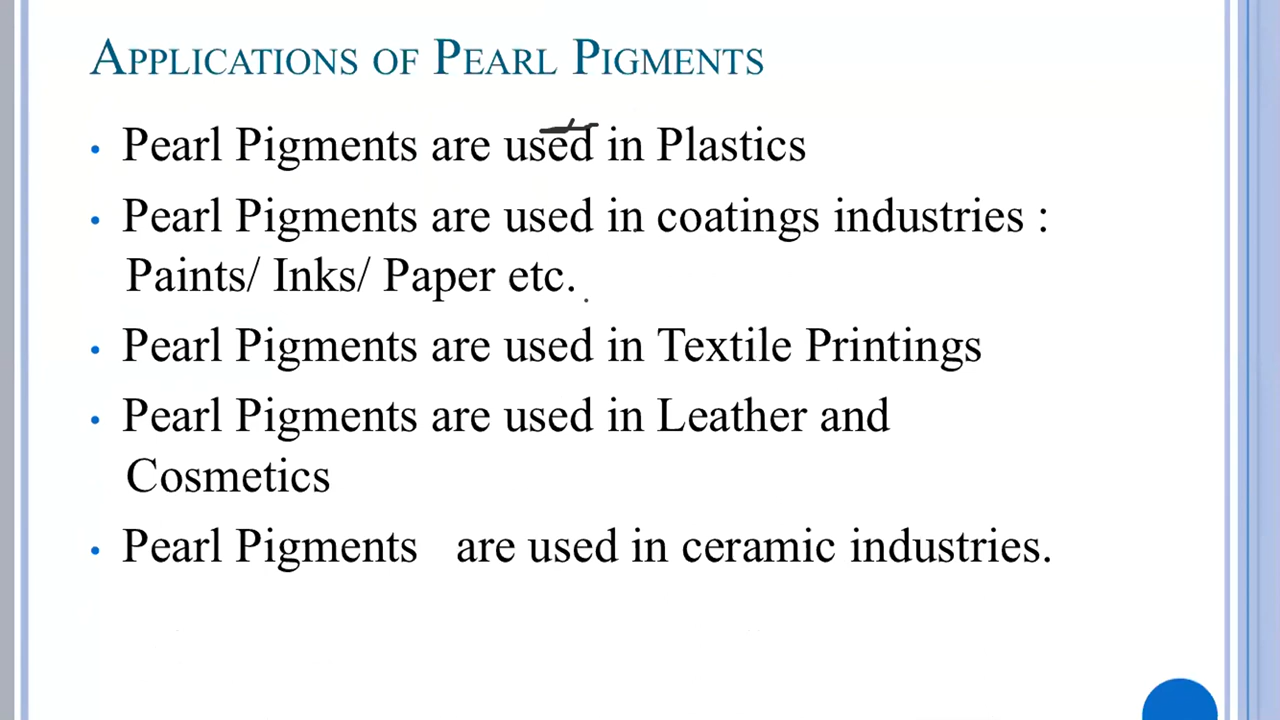 Applications of Pearl Pigments
• Pearl Pigments are used in Plastics
• Pearl Pigments are used in coatings industries :
Paints/ Inks/ Paper etc.
• Pearl Pigments are used in Textile Printings
• Pearl Pigments are used in Leather and
Cosmetics
• Pearl Pigments   are used in ceramic industries.